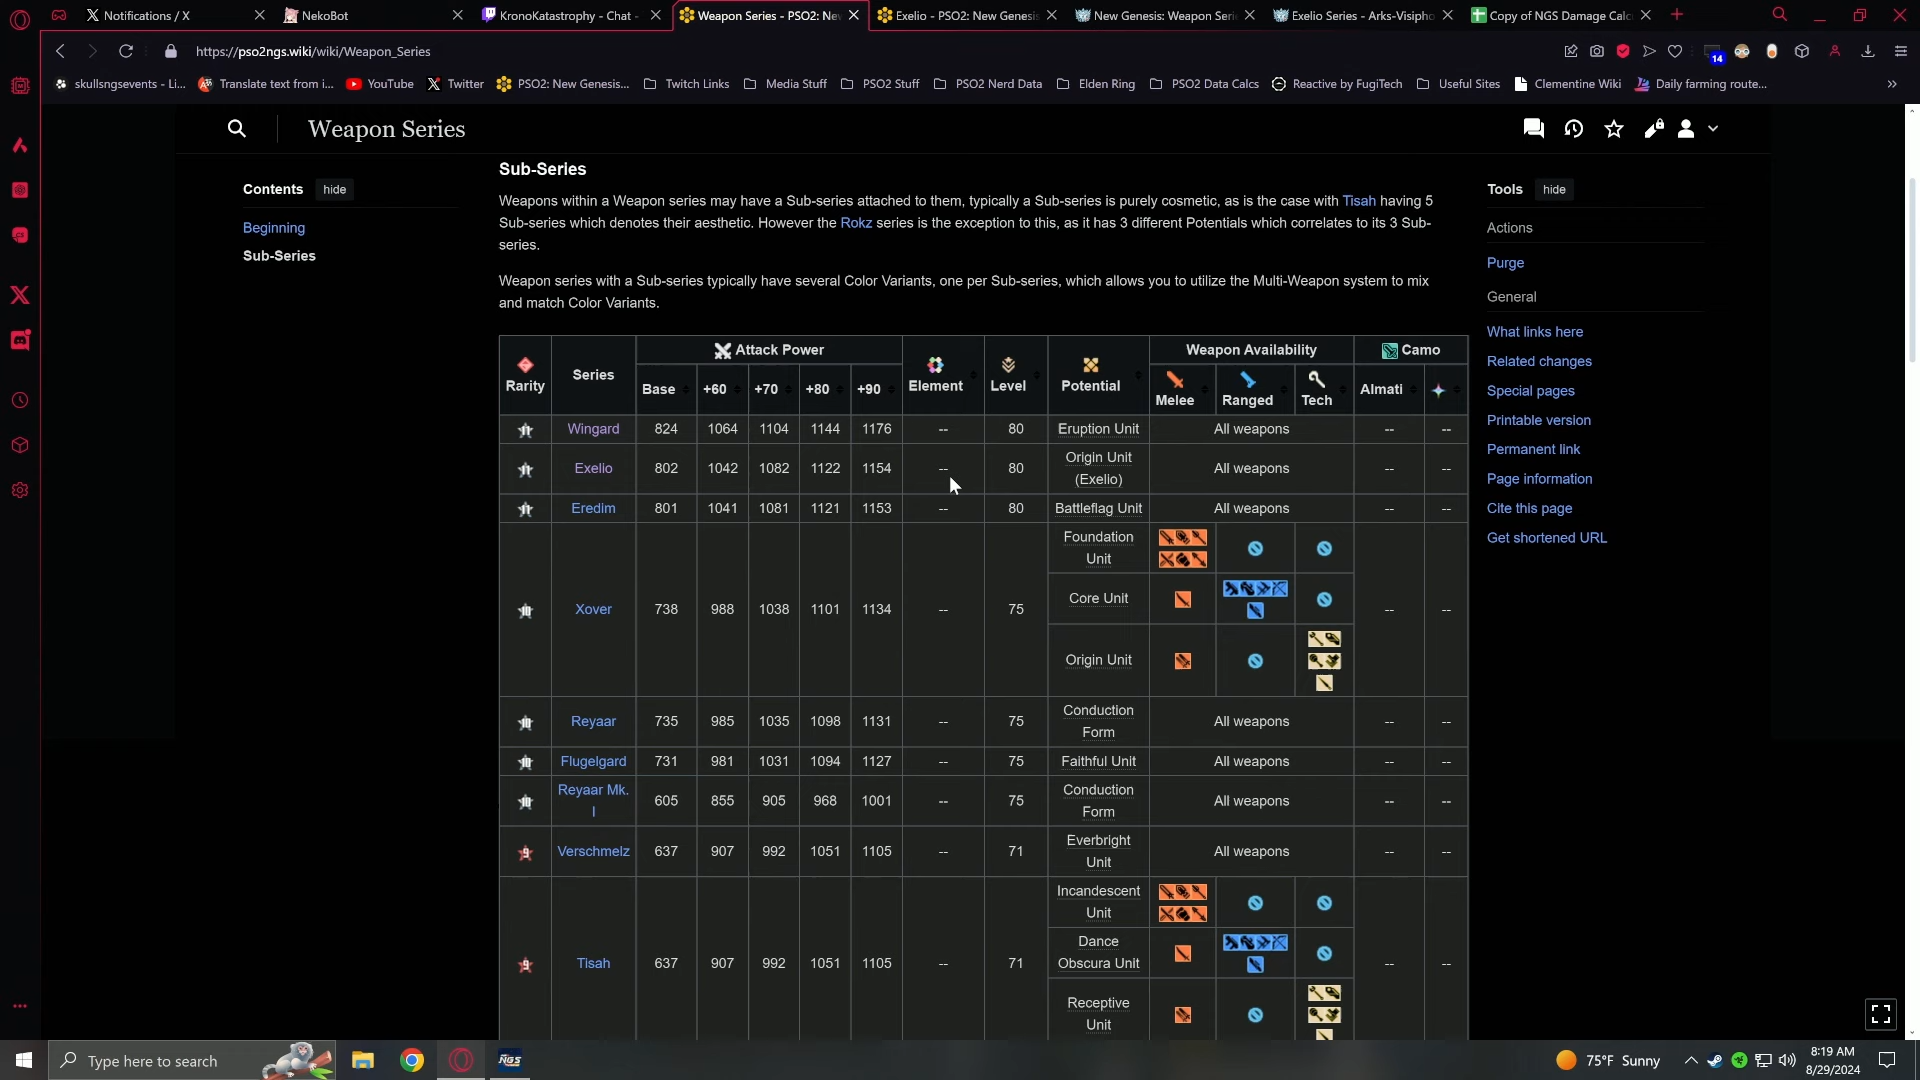 Notifications / X
NekoBot
KronoKatastrophy - Chat -
Weapon Series - PSO2: Ne
Exelio - PSO2: New Genesis
New Genesis: Weapon Seri
Exelio Series - Arks-Visipho
Copy of NGS Damage Calc
https://pso2ngs.wiki/wiki/Weapon_Series
14
skullsngsevents - Li...
Translate text from i...
YouTube
Twitter
PSO2: New Genesis...
Twitch Links
Media Stuff
PSO2 Stuff
PSO2 Nerd Data
Elden Ring
PSO2 Data Calcs
Reactive by FugiTech
Useful Sites
Clementine Wiki
Daily farming route...
Weapon Series
Contents hide
Beginning
Sub-Series
Sub-Series
Weapons within a Weapon series may have a Sub-series attached to them, typically a Sub-series is purely cosmetic, as is the case with Tisah having 5
Sub-series which denotes their aesthetic. However the Rokz series is the exception to this, as it has 3 different Potentials which correlates to its 3 Sub-
series.
Weapon series with a Sub-series typically have several Color Variants, one per Sub-series, which allows you to utilize the Multi-Weapon system to mix
and match Color Variants.
Rarity Series Attack Power Element Level Potential Weapon Availability Camo
Base +60 +70 +80 +90 Melee Ranged Tech Almati
11 Wingard 824 1064 1104 1144 1176 -- 80 Eruption Unit All weapons -- --
11 Exelio 802 1042 1082 1122 1154 -- 80 Origin Unit (Exelio) All weapons -- --
11 Eredim 801 1041 1081 1121 1153 -- 80 Battleflag Unit All weapons -- --
10 Xover 738 988 1038 1101 1134 -- 75 Foundation Unit -- --
Core Unit
Origin Unit
10 Reyaar 735 985 1035 1098 1131 -- 75 Conduction Form All weapons -- --
10 Flugelgard 731 981 1031 1094 1127 -- 75 Faithful Unit All weapons -- --
10 Reyaar Mk. I 605 855 905 968 1001 -- 75 Conduction Form All weapons -- --
9 Verschmelz 637 907 992 1051 1105 -- 71 Everbright Unit All weapons -- --
9 Tisah 637 907 992 1051 1105 -- 71 Incandescent Unit -- --
Dance Obscura Unit
Receptive Unit
Tools hide
Actions
Purge
General
What links here
Related changes
Special pages
Printable version
Permanent link
Page information
Cite this page
Get shortened URL
Type here to search
NGS
75°F Sunny
8:19 AM
8/29/2024